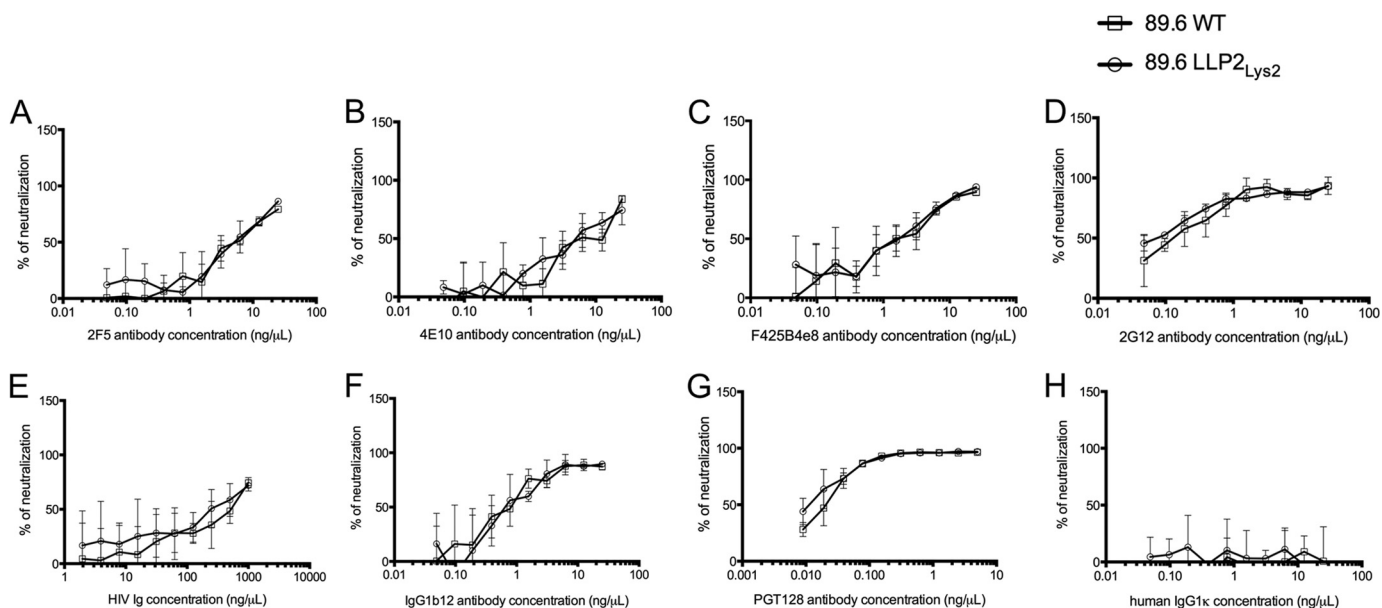 89.6 WT
89.6 LLP2Lys2
A
% of neutralization
150
100
50
0
0.01 0.1 1 10 100
2F5 antibody concentration (ng/μL)
B
% of neutralization
150
100
50
0
0.01 0.10 1 10 100
4E10 antibody concentration (ng/μL)
C
% of neutralization
150
100
50
0
0.01 0.10 1 10 100
F425B4e8 antibody concentration (ng/μL)
D
% of neutralization
150
100
50
0
0.01 0.1 1 10 100
2G12 antibody concentration (ng/μL)
E
% of neutralization
150
100
50
0
1 10 100 1000 10000
HIV Ig concentration (ng/μL)
F
% of neutralization
150
100
50
0
0.01 0.10 1 10 100
IgG1b12 antibody concentration (ng/μL)
G
% of neutralization
150
100
50
0
0.001 0.01 0.1 1 10
PGT128 antibody concentration (ng/μL)
H
% of neutralization
150
100
50
0
0.01 0.1 1 10 100
human IgG1κ concentration (ng/μL)